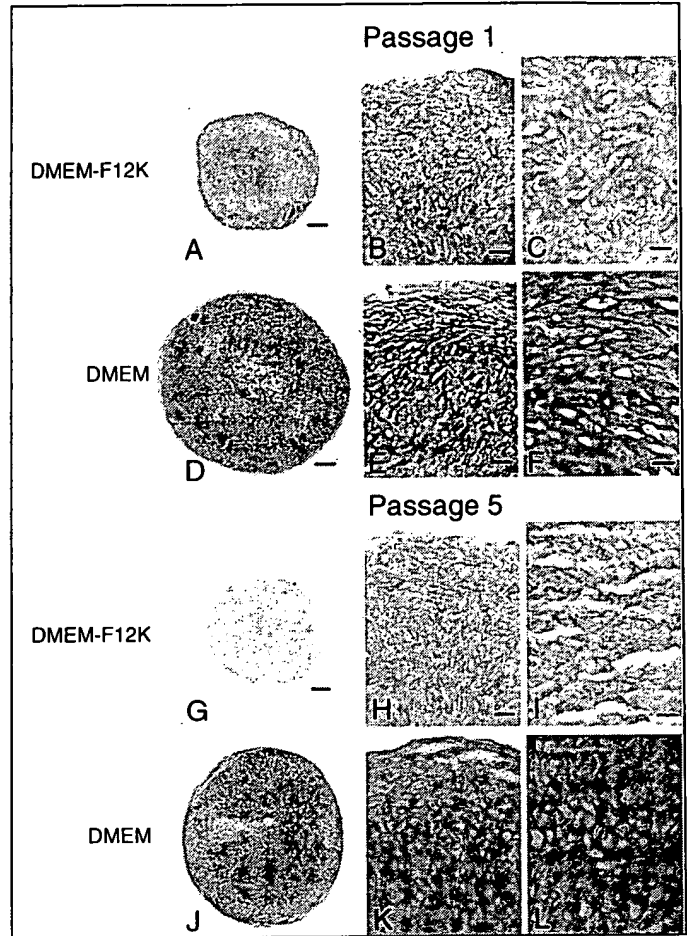 Passage 1
DMEM-F12K
A
B
C
DMEM
D
E
F
Passage 5
DMEM-F12K
G
H
I
DMEM
J
K
L